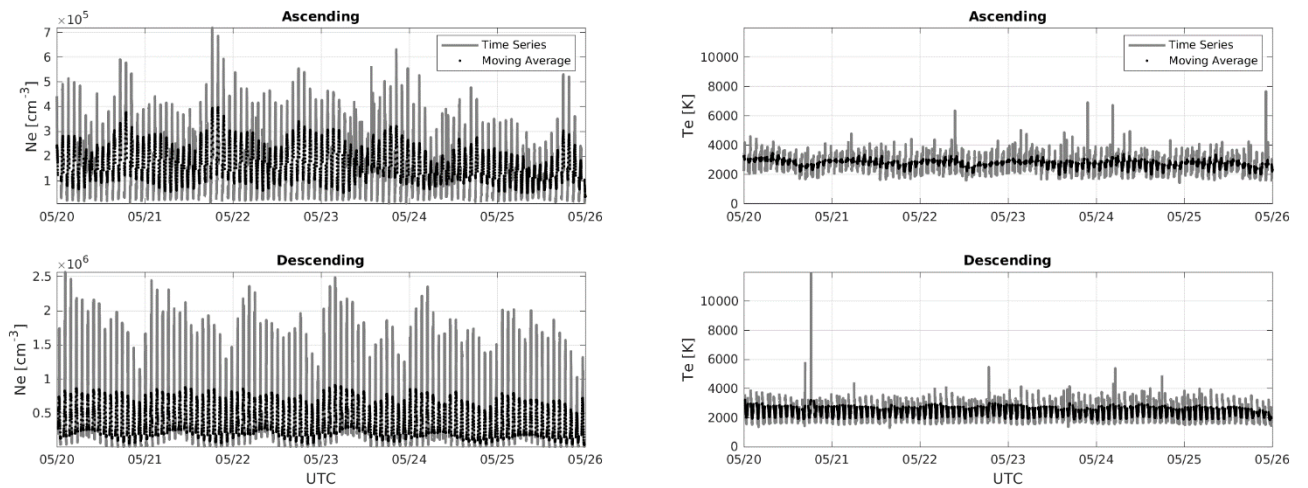 Ascending
×10^5
7
6
5
4
3
2
1
Ne [cm^-3]
Time Series
Moving Average
05/20 05/21 05/22 05/23 05/24 05/25 05/26
Ascending
12000
10000
8000
6000
4000
2000
0
Te [K]
Time Series
Moving Average
05/20 05/21 05/22 05/23 05/24 05/25 05/26
Descending
×10^6
2.5
2
1.5
1
0.5
Ne [cm^-3]
05/20 05/21 05/22 05/23 05/24 05/25 05/26
UTC
Descending
10000
8000
6000
4000
2000
0
Te [K]
05/20 05/21 05/22 05/23 05/24 05/25 05/26
UTC